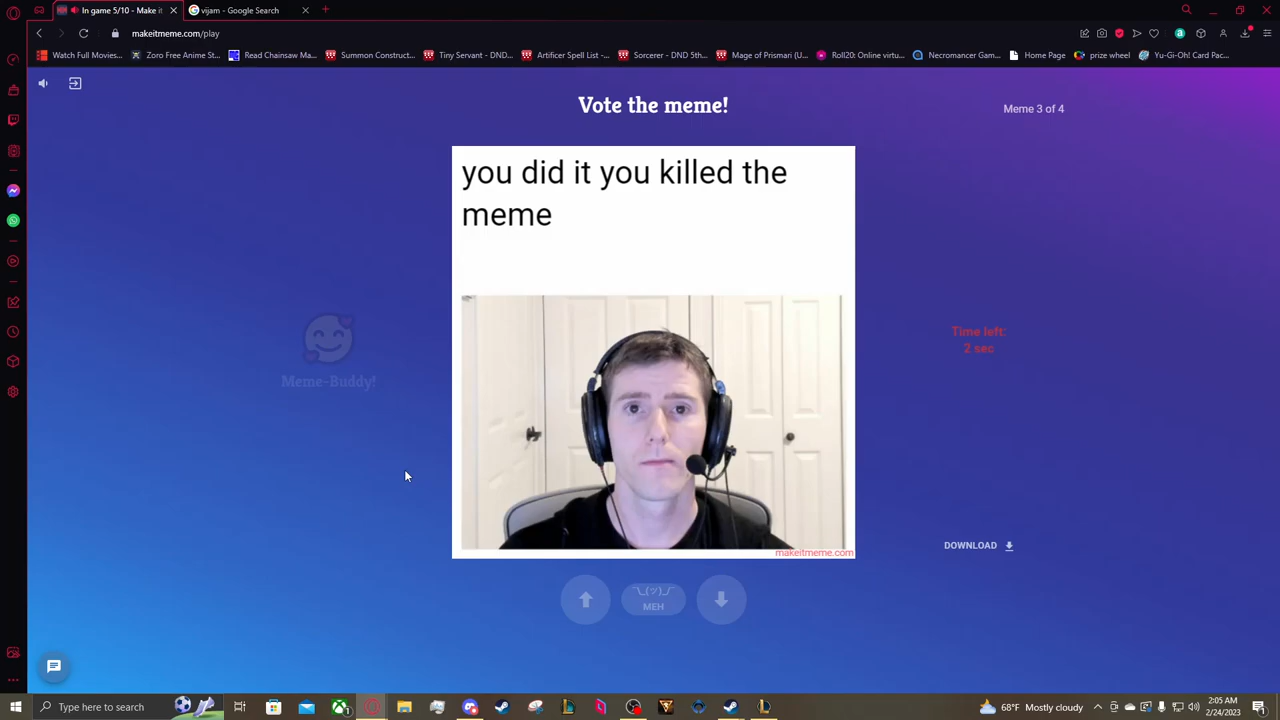 In game 5/10 - Make it
vijam - Google Search
makeitmeme.com/play
Watch Full Movies...
Zoro Free Anime St...
Read Chainsaw Ma...
Summon Construct...
Tiny Servant - DND...
Artificer Spell List -...
Sorcerer - DND 5th...
Mage of Prismari (U...
Roll20: Online virtu...
Necromancer Gam...
Home Page
prize wheel
Yu-Gi-Oh! Card Pac...
Vote the meme!
Meme 3 of 4
you did it you killed the
meme
Time left:
2 sec
Meme-Buddy!
makeitmeme.com
DOWNLOAD
¯\_(ツ)_/¯
MEH
Type here to search
68°F Mostly cloudy
2:05 AM
2/24/2023